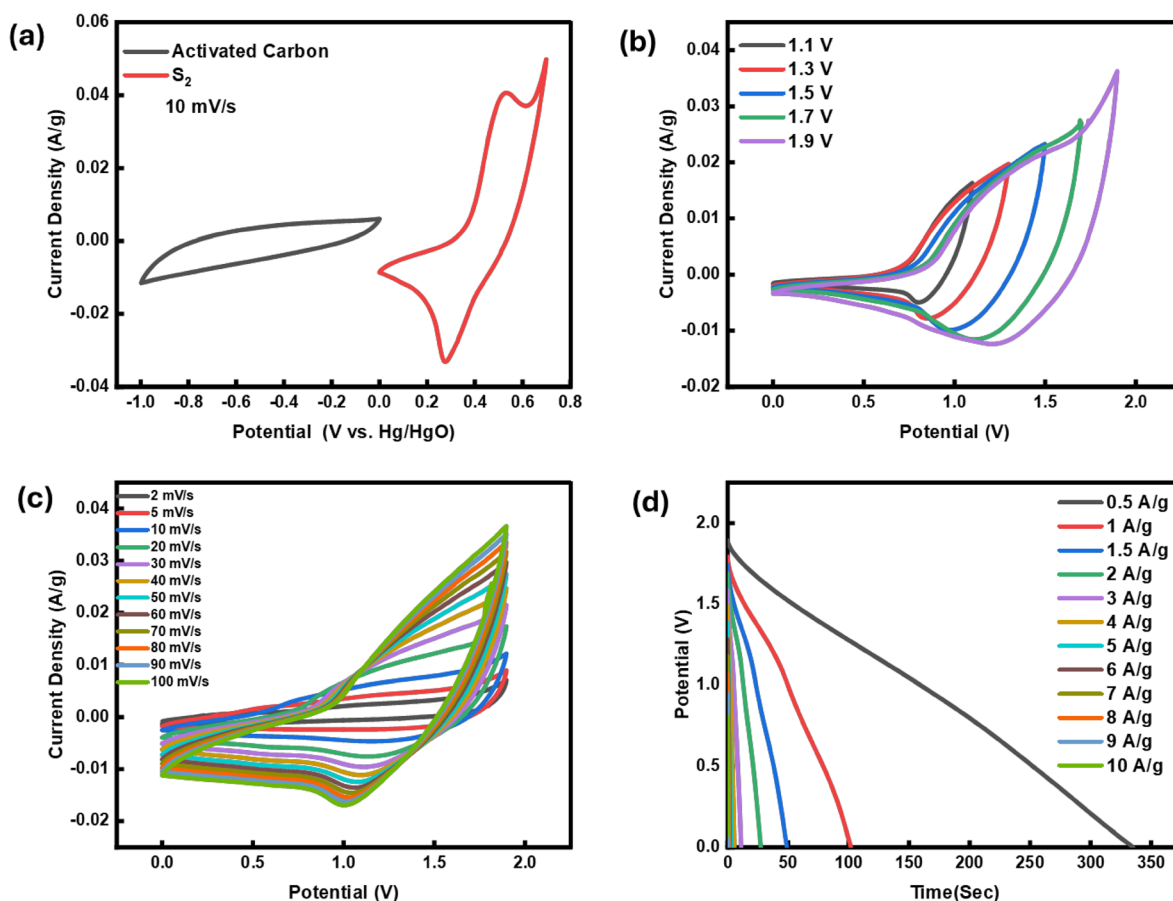 (a)
0.06
0.04
0.02
0.00
-0.02
-0.04
Current Density (A/g)
Activated Carbon
S₂
10 mV/s
-1.0 -0.8 -0.6 -0.4 -0.2 0.0 0.2 0.4 0.6 0.8
Potential (V vs. Hg/HgO)
(b)
0.04
0.03
0.02
0.01
0.00
-0.01
-0.02
Current Density (A/g)
1.1 V
1.3 V
1.5 V
1.7 V
1.9 V
0.0 0.5 1.0 1.5 2.0
Potential (V)
(c)
0.04
0.03
0.02
0.01
0.00
-0.01
-0.02
Current Density (A/g)
2 mV/s
5 mV/s
10 mV/s
20 mV/s
30 mV/s
40 mV/s
50 mV/s
60 mV/s
70 mV/s
80 mV/s
90 mV/s
100 mV/s
0.0 0.5 1.0 1.5 2.0
Potential (V)
(d)
2.0
1.5
1.0
0.5
0.0
Potential (V)
0.5 A/g
1 A/g
1.5 A/g
2 A/g
3 A/g
4 A/g
5 A/g
6 A/g
7 A/g
8 A/g
9 A/g
10 A/g
0 50 100 150 200 250 300 350
Time(Sec)